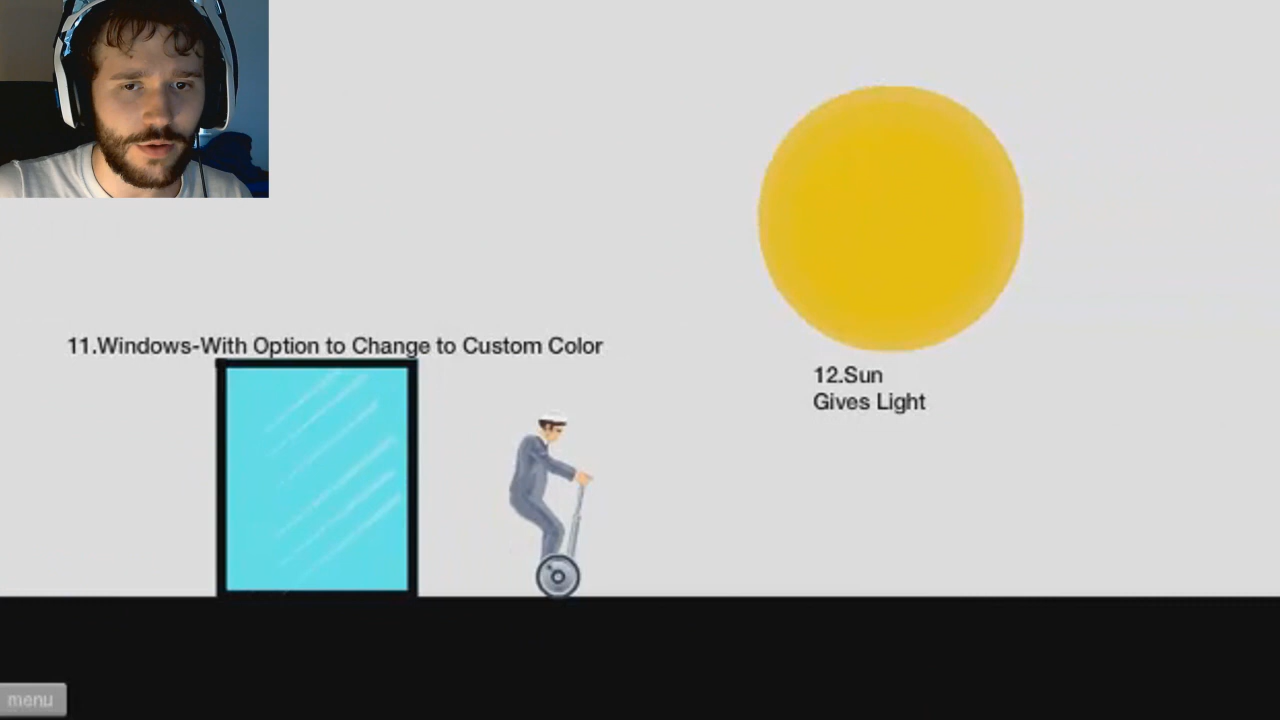 11.Windows-With Option to Change to Custom Color
12.Sun
Gives Light
menu